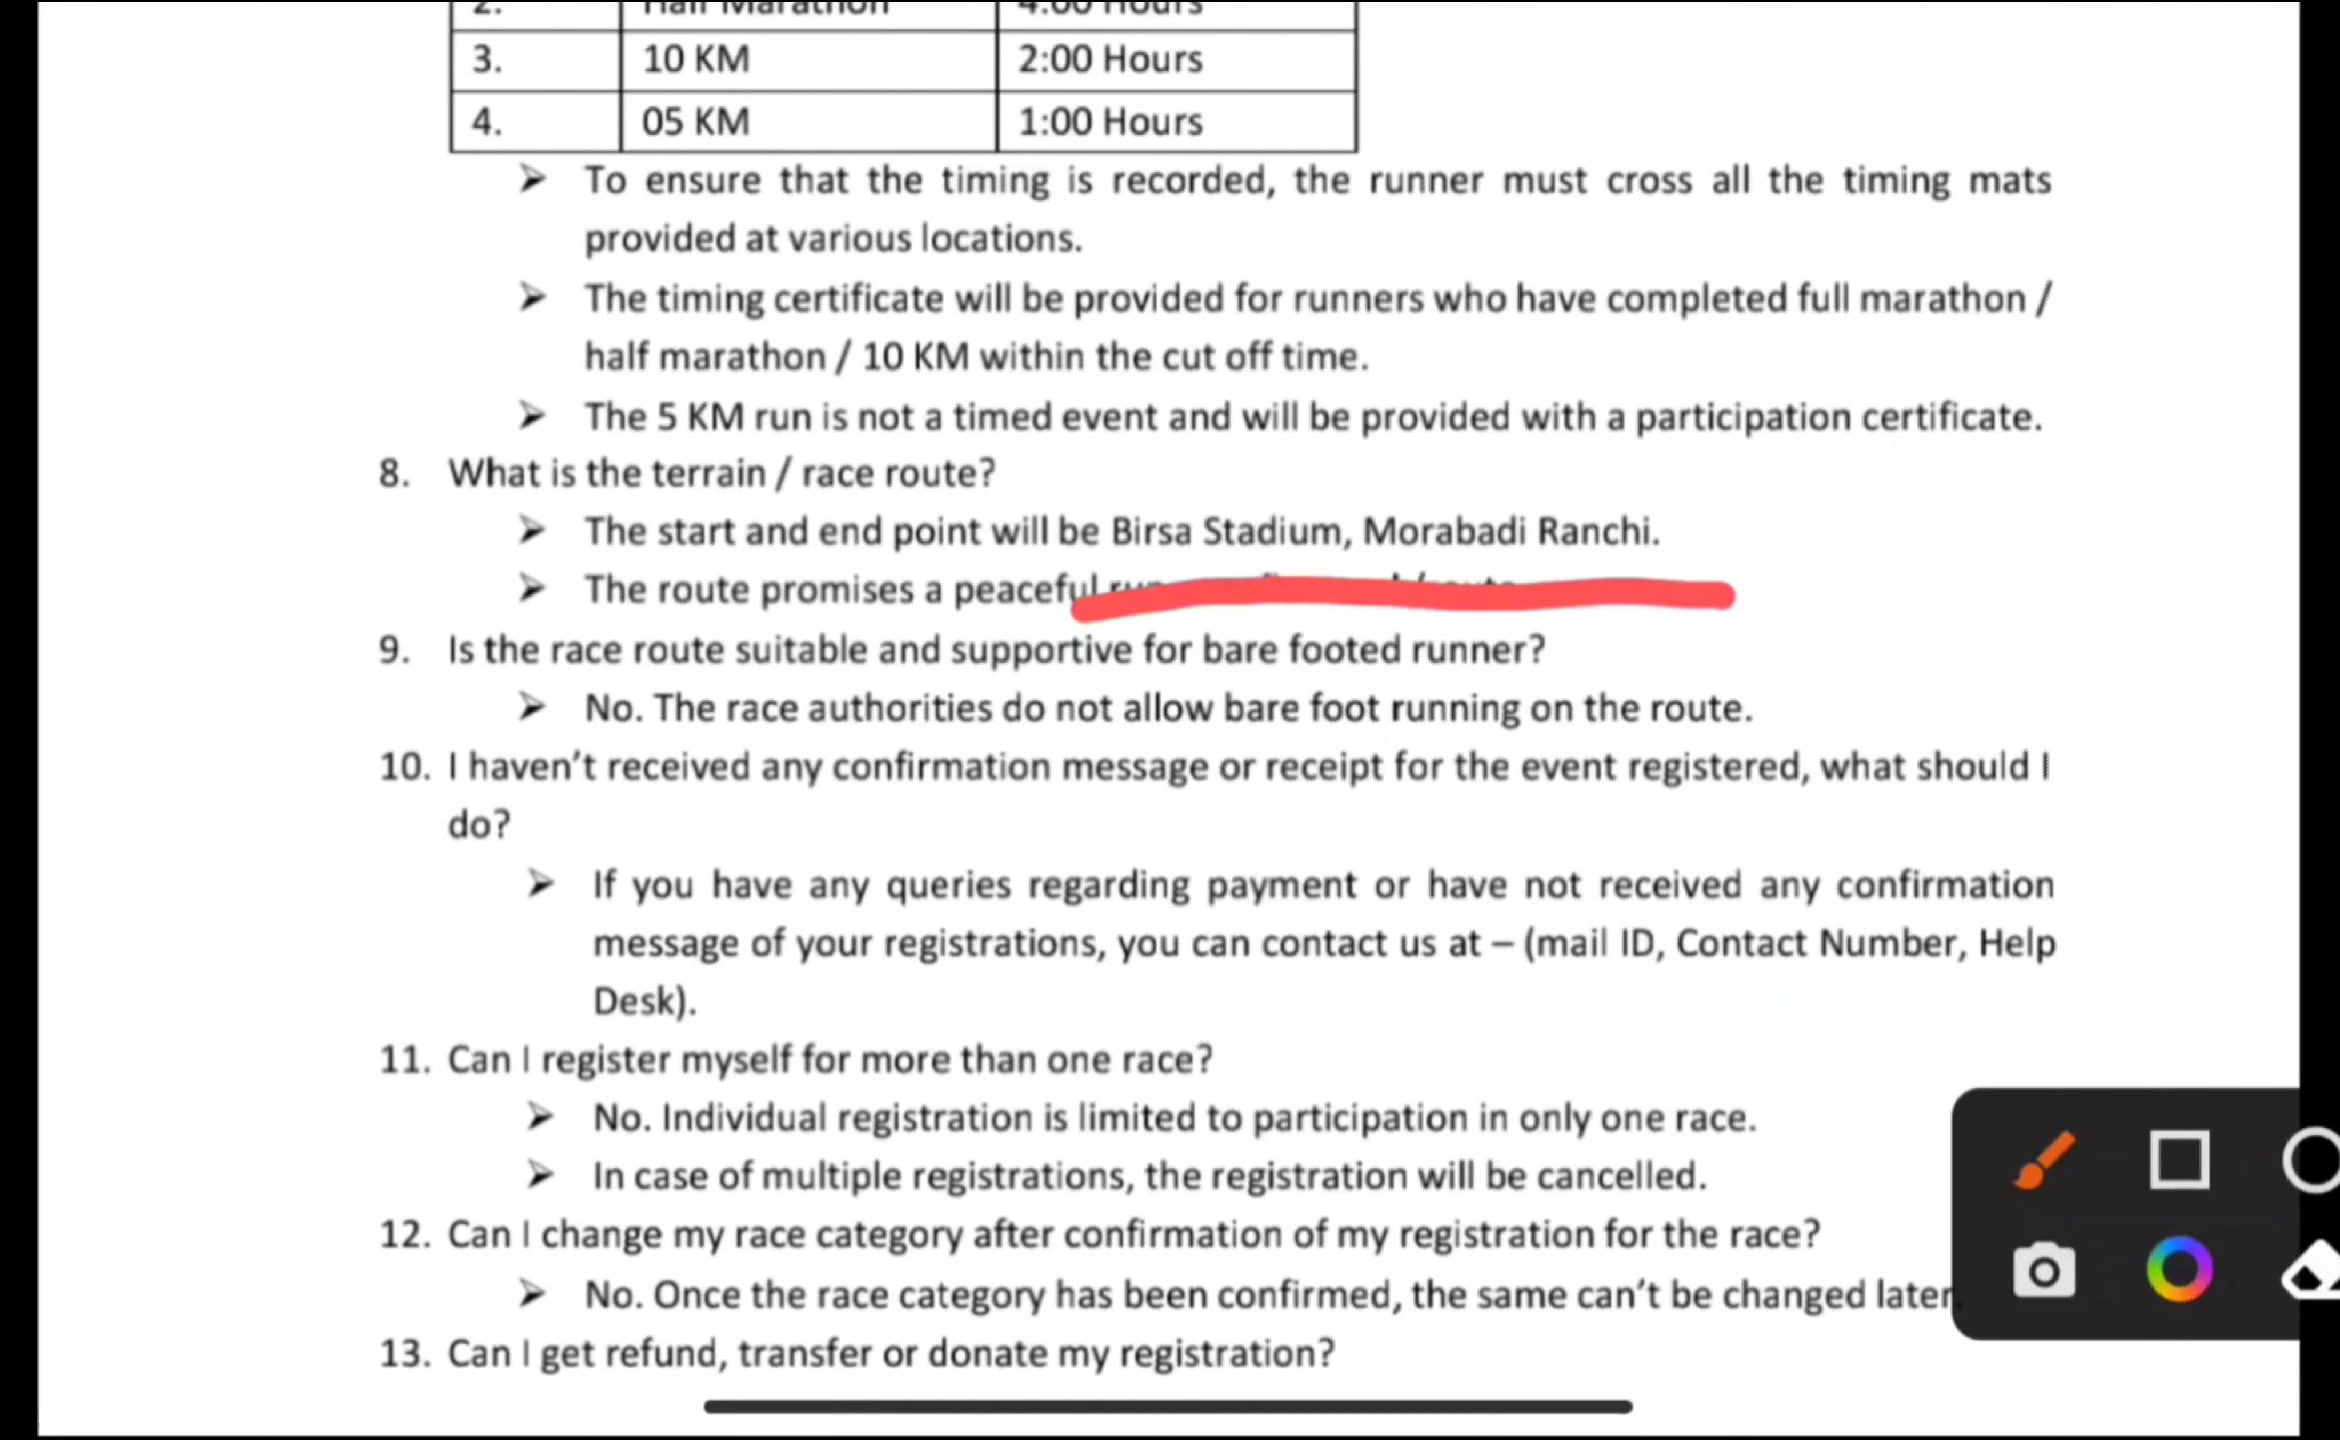 2. Half Marathon 4:00 Hours
3. 10 KM 2:00 Hours
4. 05 KM 1:00 Hours
➢ To ensure that the timing is recorded, the runner must cross all the timing mats
provided at various locations.
➢ The timing certificate will be provided for runners who have completed full marathon /
half marathon / 10 KM within the cut off time.
➢ The 5 KM run is not a timed event and will be provided with a participation certificate.
8. What is the terrain / race route?
➢ The start and end point will be Birsa Stadium, Morabadi Ranchi.
➢ The route promises a peaceful
9. Is the race route suitable and supportive for bare footed runner?
➢ No. The race authorities do not allow bare foot running on the route.
10. I haven't received any confirmation message or receipt for the event registered, what should I
do?
➢ If you have any queries regarding payment or have not received any confirmation
message of your registrations, you can contact us at – (mail ID, Contact Number, Help
Desk).
11. Can I register myself for more than one race?
➢ No. Individual registration is limited to participation in only one race.
➢ In case of multiple registrations, the registration will be cancelled.
12. Can I change my race category after confirmation of my registration for the race?
➢ No. Once the race category has been confirmed, the same can't be changed later
13. Can I get refund, transfer or donate my registration?